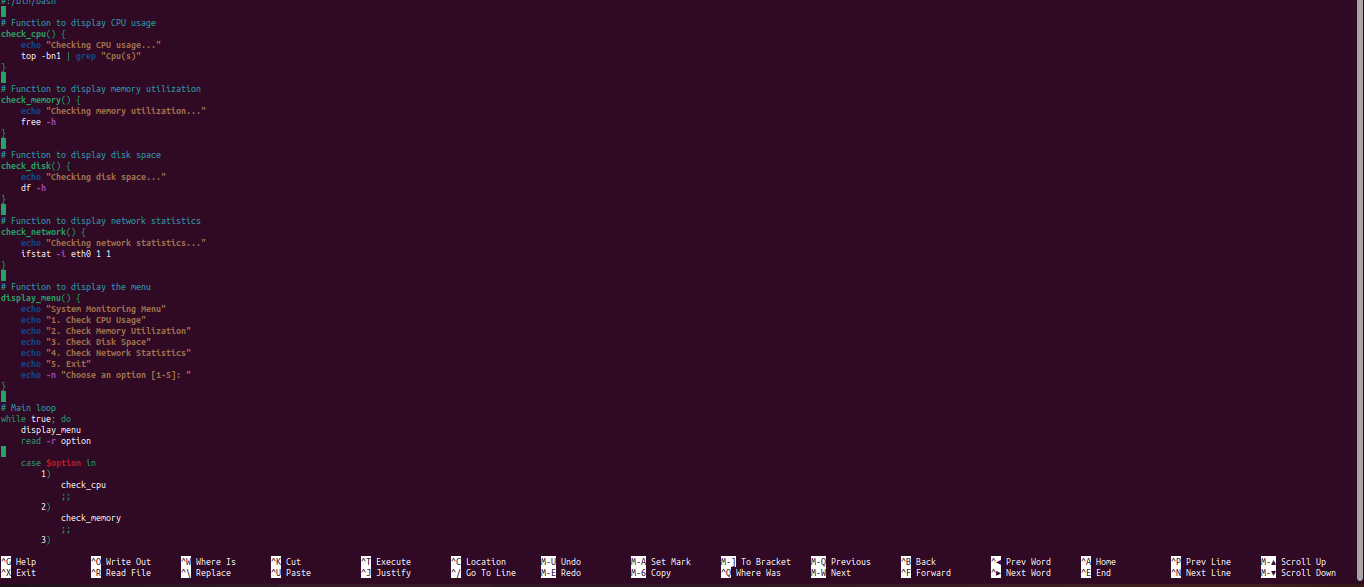 #!/bin/bash
# Function to display CPU usage
check_cpu() {
    echo "Checking CPU usage..."
    top -bn1 | grep "Cpu(s)"
}
# Function to display memory utilization
check_memory() {
    echo "Checking memory utilization..."
    free -h
}
# Function to display disk space
check_disk() {
    echo "Checking disk space..."
    df -h
}
# Function to display network statistics
check_network() {
    echo "Checking network statistics..."
    ifstat -i eth0 1 1
}
# Function to display the menu
display_menu() {
    echo "System Monitoring Menu"
    echo "1. Check CPU Usage"
    echo "2. Check Memory Utilization"
    echo "3. Check Disk Space"
    echo "4. Check Network Statistics"
    echo "5. Exit"
    echo -n "Choose an option [1-5]: "
}
# Main loop
while true; do
    display_menu
    read -r option
    case $option in
        1)
            check_cpu
            ;;
        2)
            check_memory
            ;;
        3)
^G Help ^O Write Out ^W Where Is ^K Cut ^T Execute ^C Location M-U Undo M-A Set Mark M-] To Bracket M-Q Previous ^B Back ^◀ Prev Word ^A Home ^P Prev Line M-▲ Scroll Up
^X Exit ^R Read File ^\ Replace ^U Paste ^J Justify ^/ Go To Line M-E Redo M-6 Copy ^Q Where Was M-W Next ^F Forward ^▶ Next Word ^E End ^N Next Line M-▼ Scroll Down